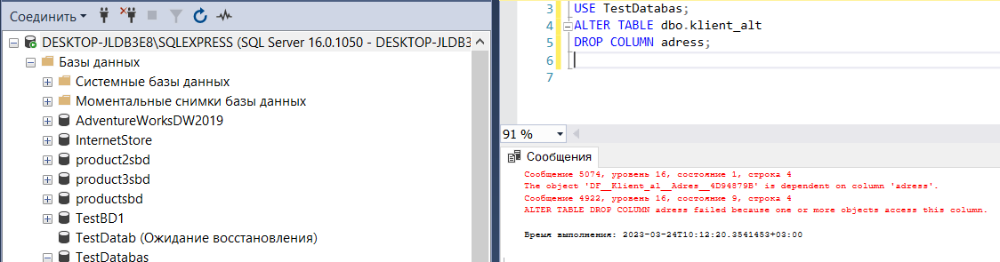 Соединить
DESKTOP-JLDB3E8\SQLEXPRESS (SQL Server 16.0.1050 - DESKTOP-JLDB3
Базы данных
Системные базы данных
Моментальные снимки базы данных
AdventureWorksDW2019
InternetStore
product2sbd
product3sbd
productsbd
TestBD1
TestDatab (Ожидание восстановления)
TestDatabas
3 USE TestDatabas;
4 ALTER TABLE dbo.klient_alt
5 DROP COLUMN adress;
6
7
91 %
Сообщения
Сообщение 5074, уровень 16, состояние 1, строка 4
The object 'DF__Klient_al__Adres__4D94879B' is dependent on column 'adress'.
Сообщение 4922, уровень 16, состояние 9, строка 4
ALTER TABLE DROP COLUMN adress failed because one or more objects access this column.
Время выполнения: 2023-03-24T10:12:20.3541453+03:00